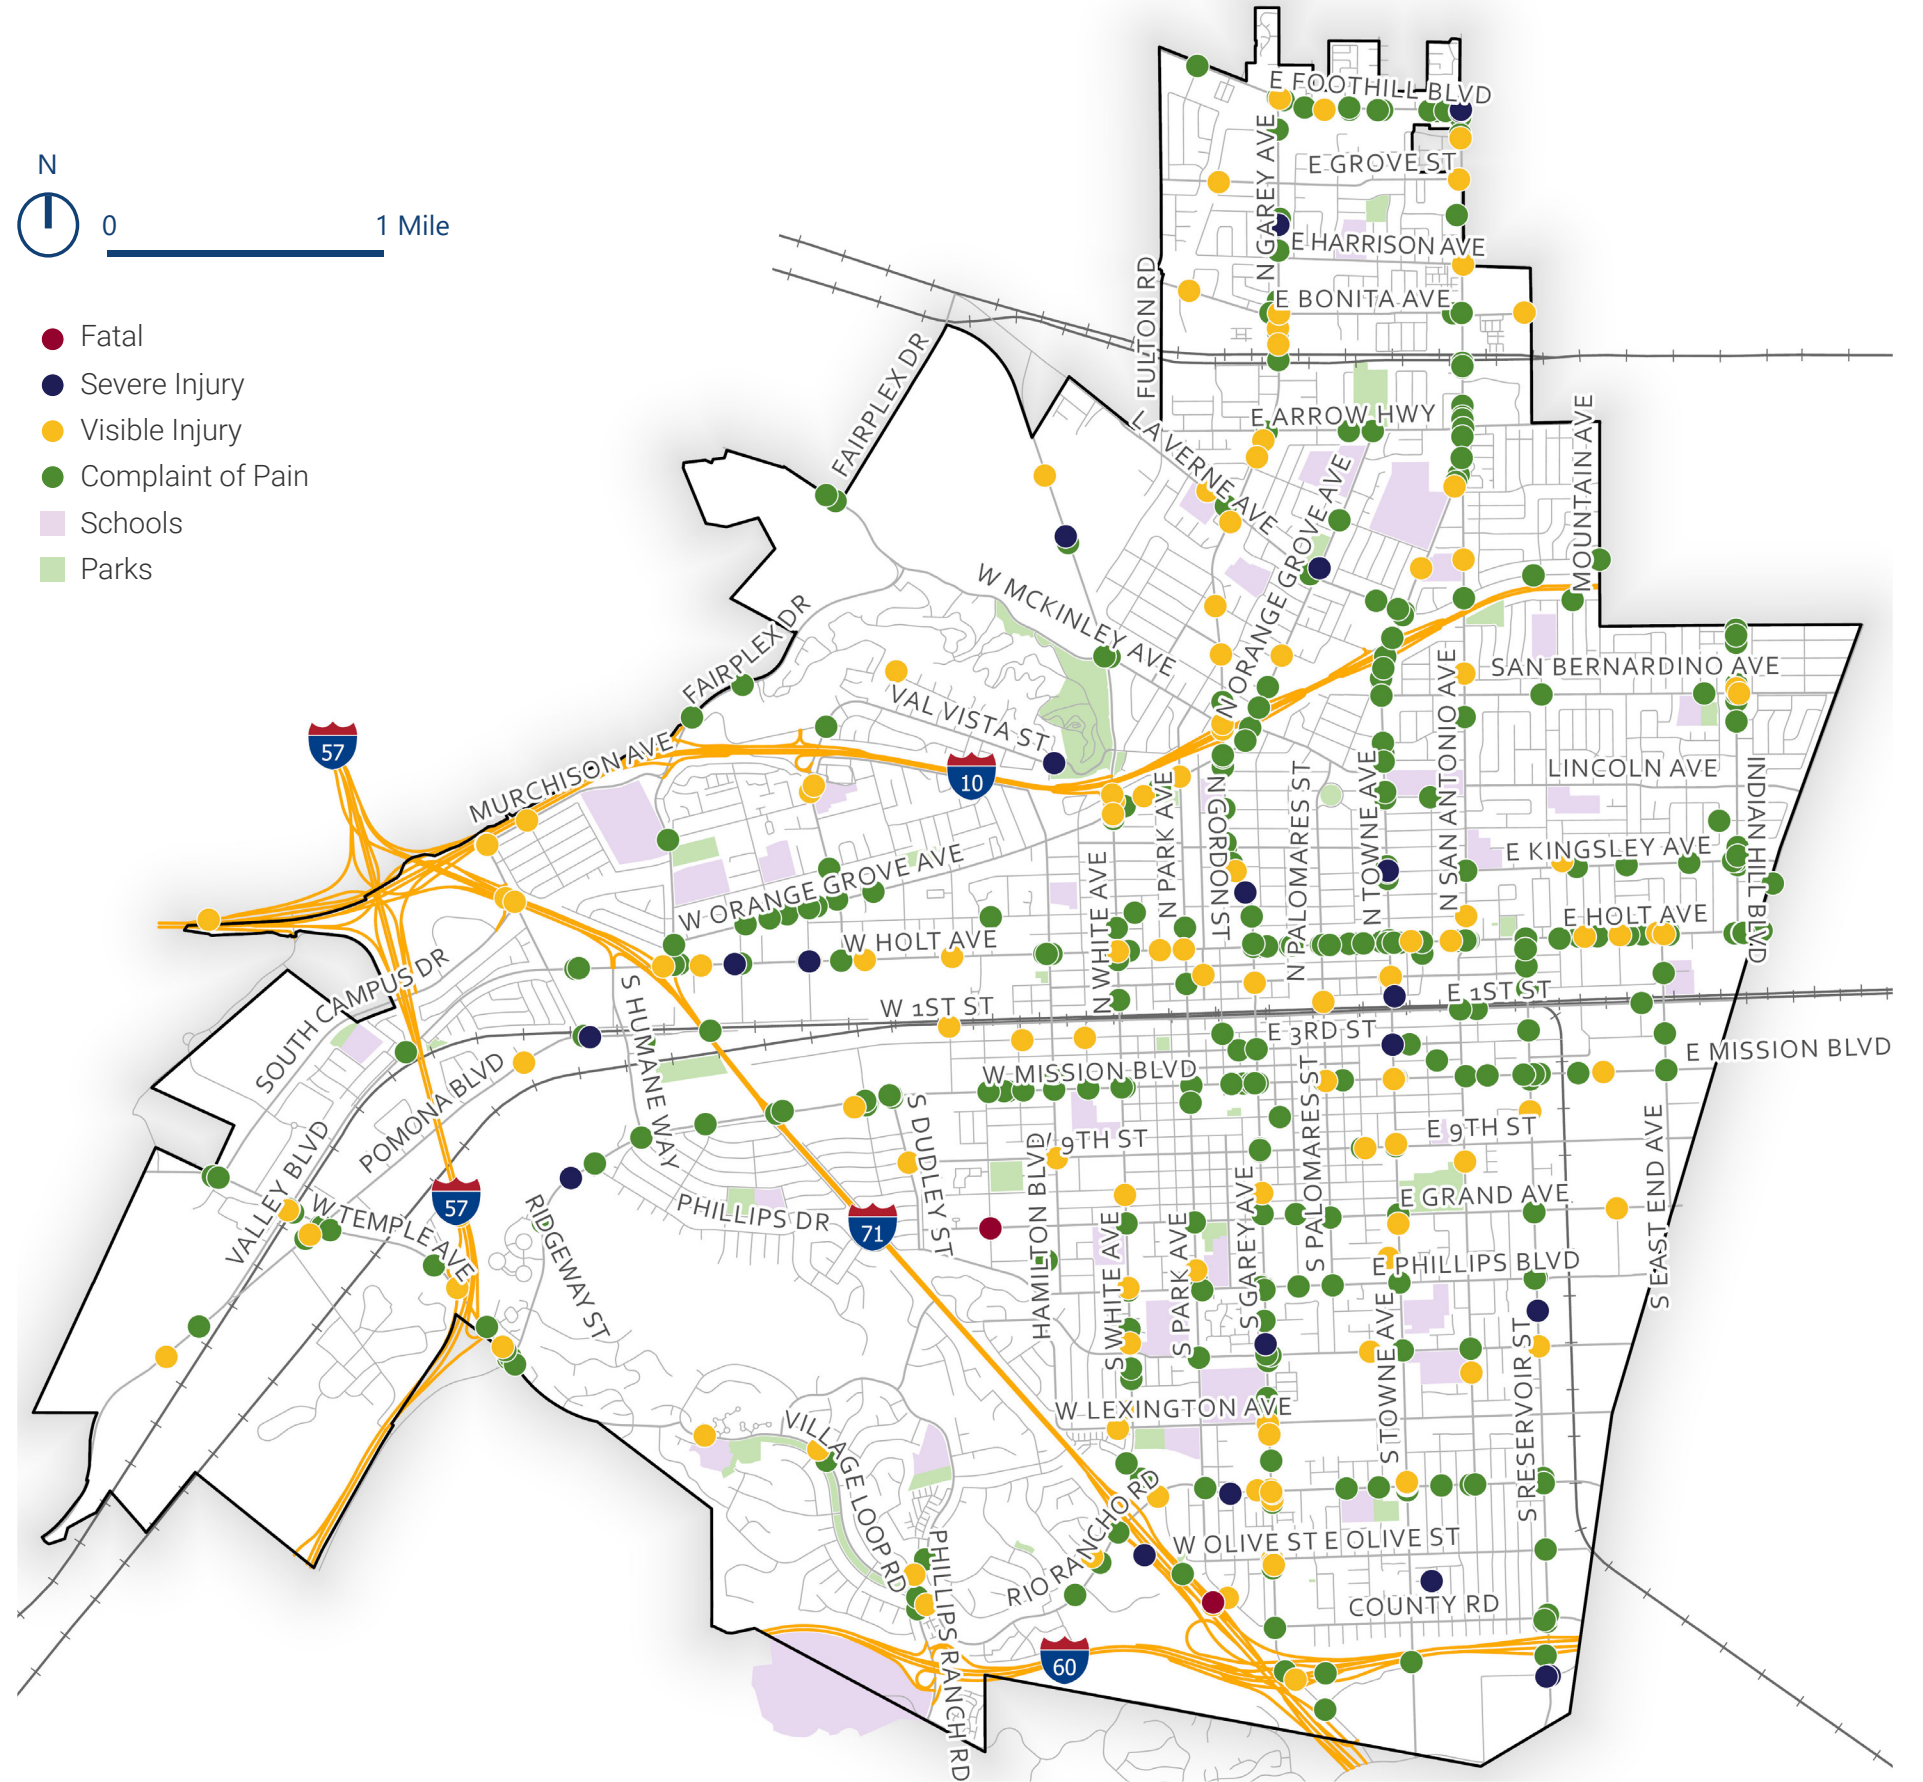 N
0
1 Mile
Fatal
Severe Injury
Visible Injury
Complaint of Pain
Schools
Parks
E FOOTHILL BLVD
N GAREY AVE
E GROVE ST
E HARRISON AVE
FULTON RD
E BONITA AVE
FAIRPLEX DR
E ARROW HWY
LA VERNE AVE
MOUNTAIN AVE
N ORANGE GROVE AVE
W MCKINLEY AVE
FAIRPLEX DR
SAN BERNARDINO AVE
VAL VISTA ST
57
MURCHISON AVE
10
N SAN ANTONIO AVE
LINCOLN AVE
N PARK AVE
N GORDON ST
N PALOMARES ST
N TOWNE AVE
INDIAN HILL BLVD
E KINGSLEY AVE
W ORANGE GROVE AVE
N WHITE AVE
E HOLT AVE
W HOLT AVE
SOUTH CAMPUS DR
S HUMANE WAY
W 1ST ST
E 1ST ST
E 3RD ST
E MISSION BLVD
POMONA BLVD
W MISSION BLVD
S DUDLEY ST
S PALOMARES ST
VALLEY BLVD
W 9TH ST
E 9TH ST
HAMILTON BLVD
S EAST END AVE
W TEMPLE AVE
57
RIDGEWAY ST
PHILLIPS DR
71
E GRAND AVE
S WHITE AVE
S PARK AVE
S GAREY AVE
E PHILLIPS BLVD
S TOWNE AVE
S RESERVOIR ST
W LEXINGTON AVE
VILLAGE LOOP RD
RIO RANCHO RD
W OLIVE ST
E OLIVE ST
PHILLIPS RANCH RD
COUNTY RD
60